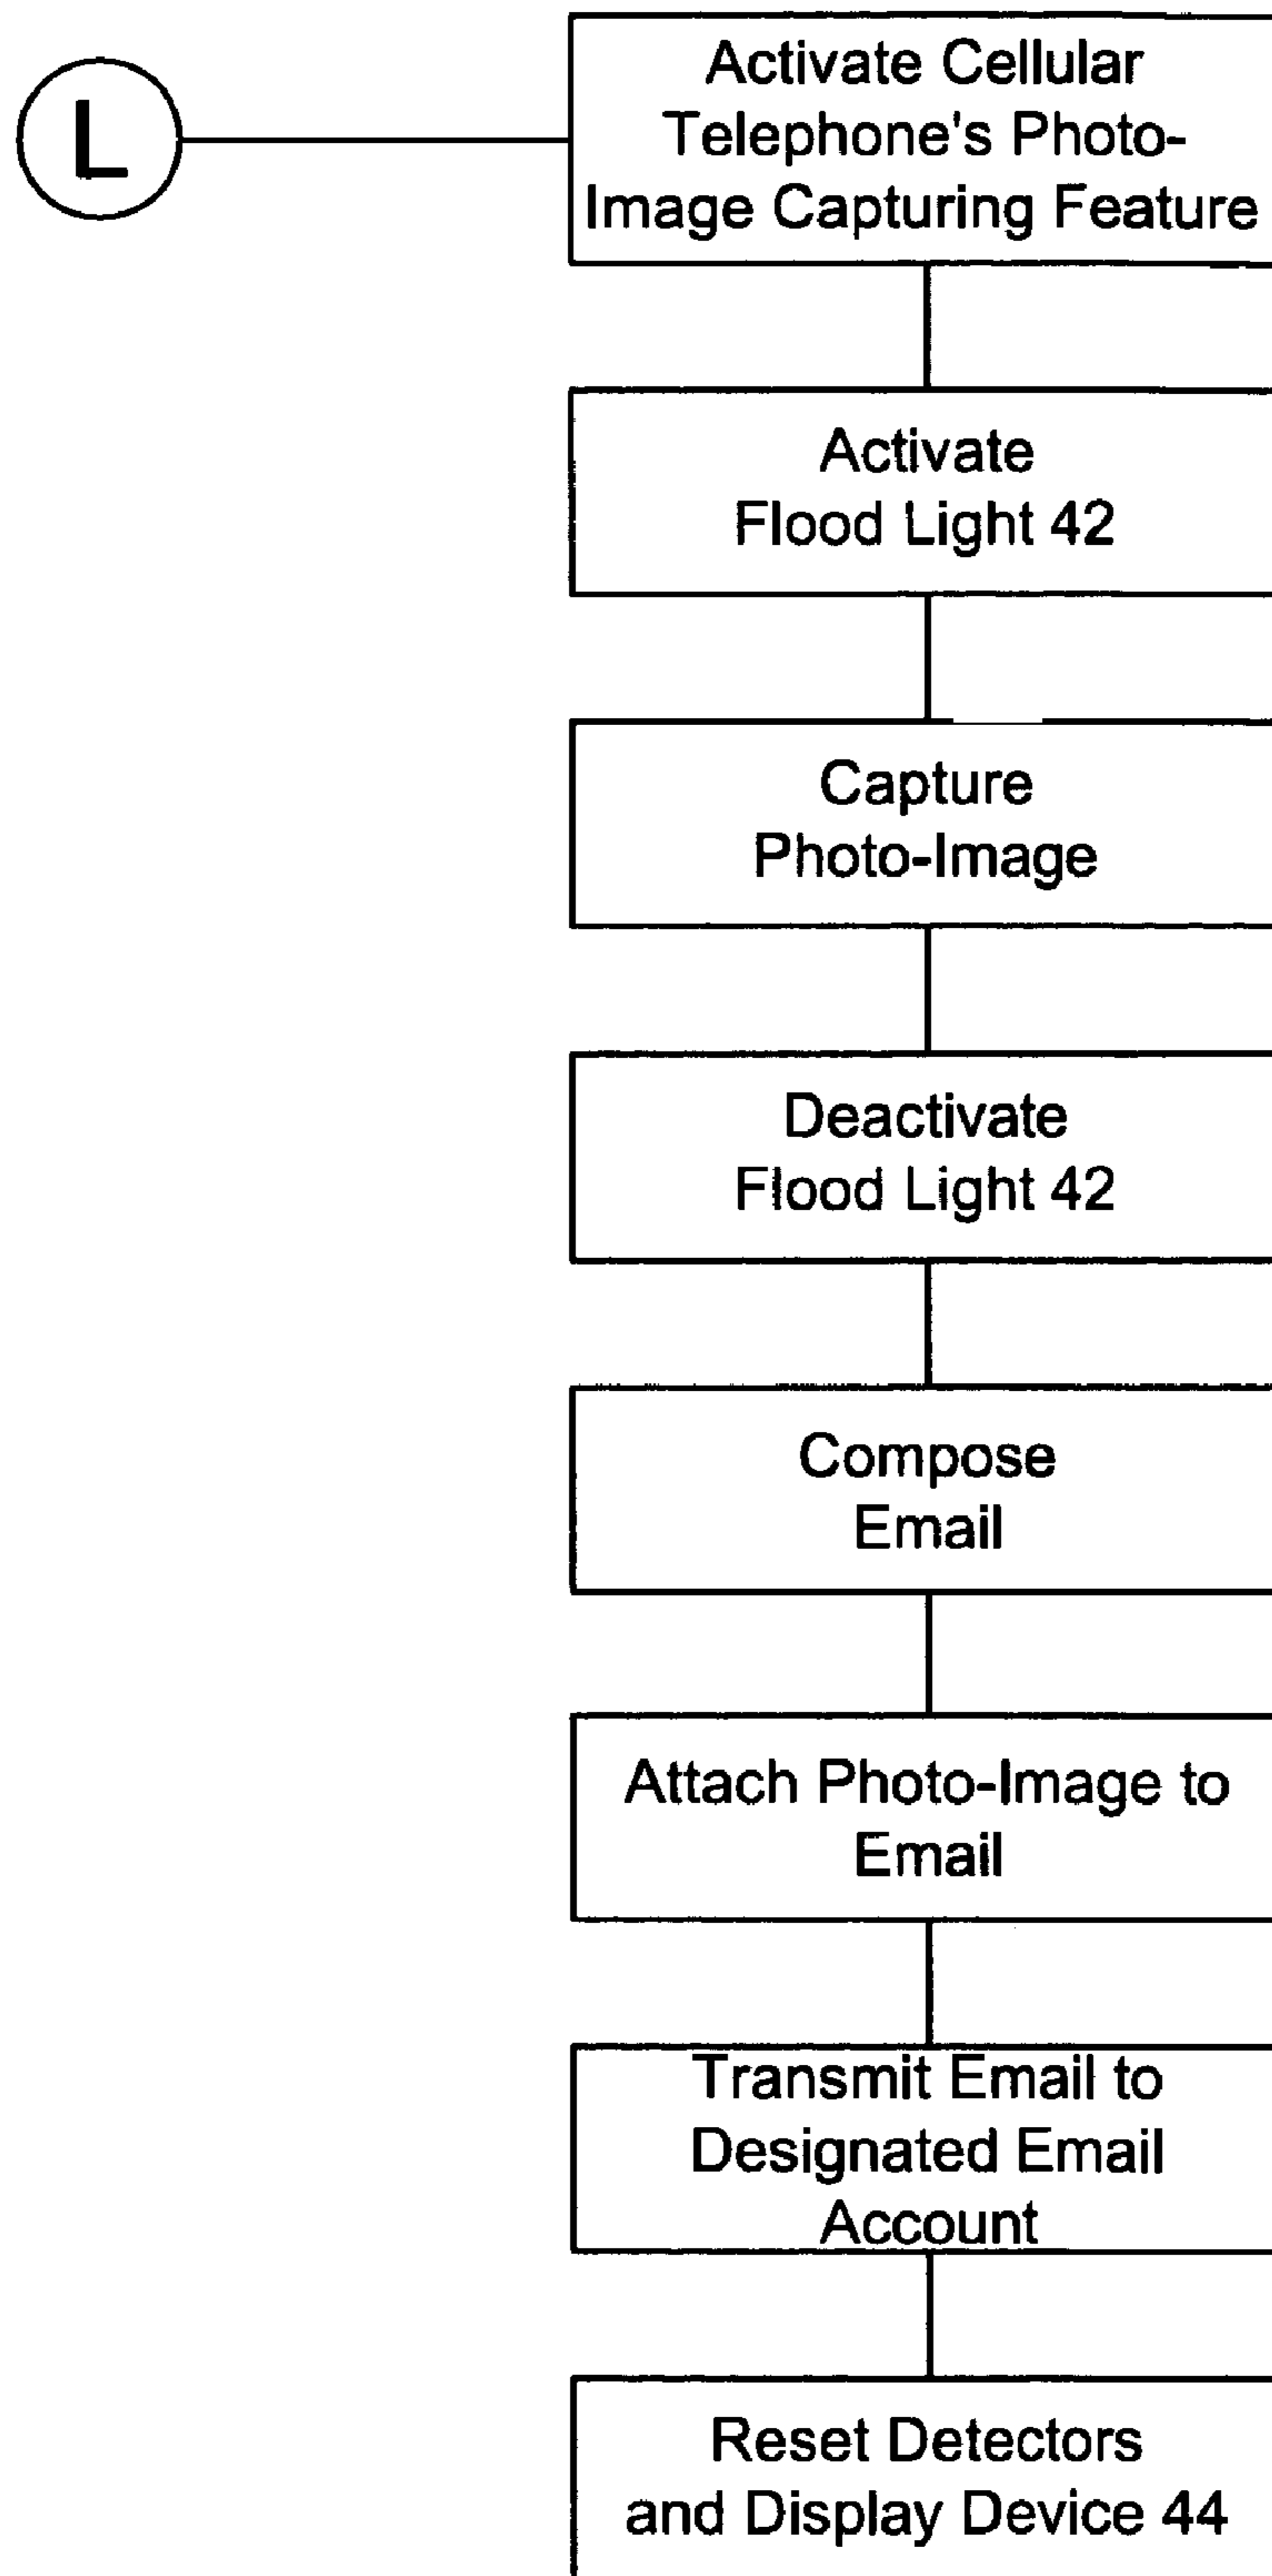 L
Activate Cellular
Telephone's Photo-
Image Capturing Feature
Activate
Flood Light 42
Capture
Photo-Image
Deactivate
Flood Light 42
Compose
Email
Attach Photo-Image to
Email
Transmit Email to
Designated Email
Account
Reset Detectors
and Display Device 44